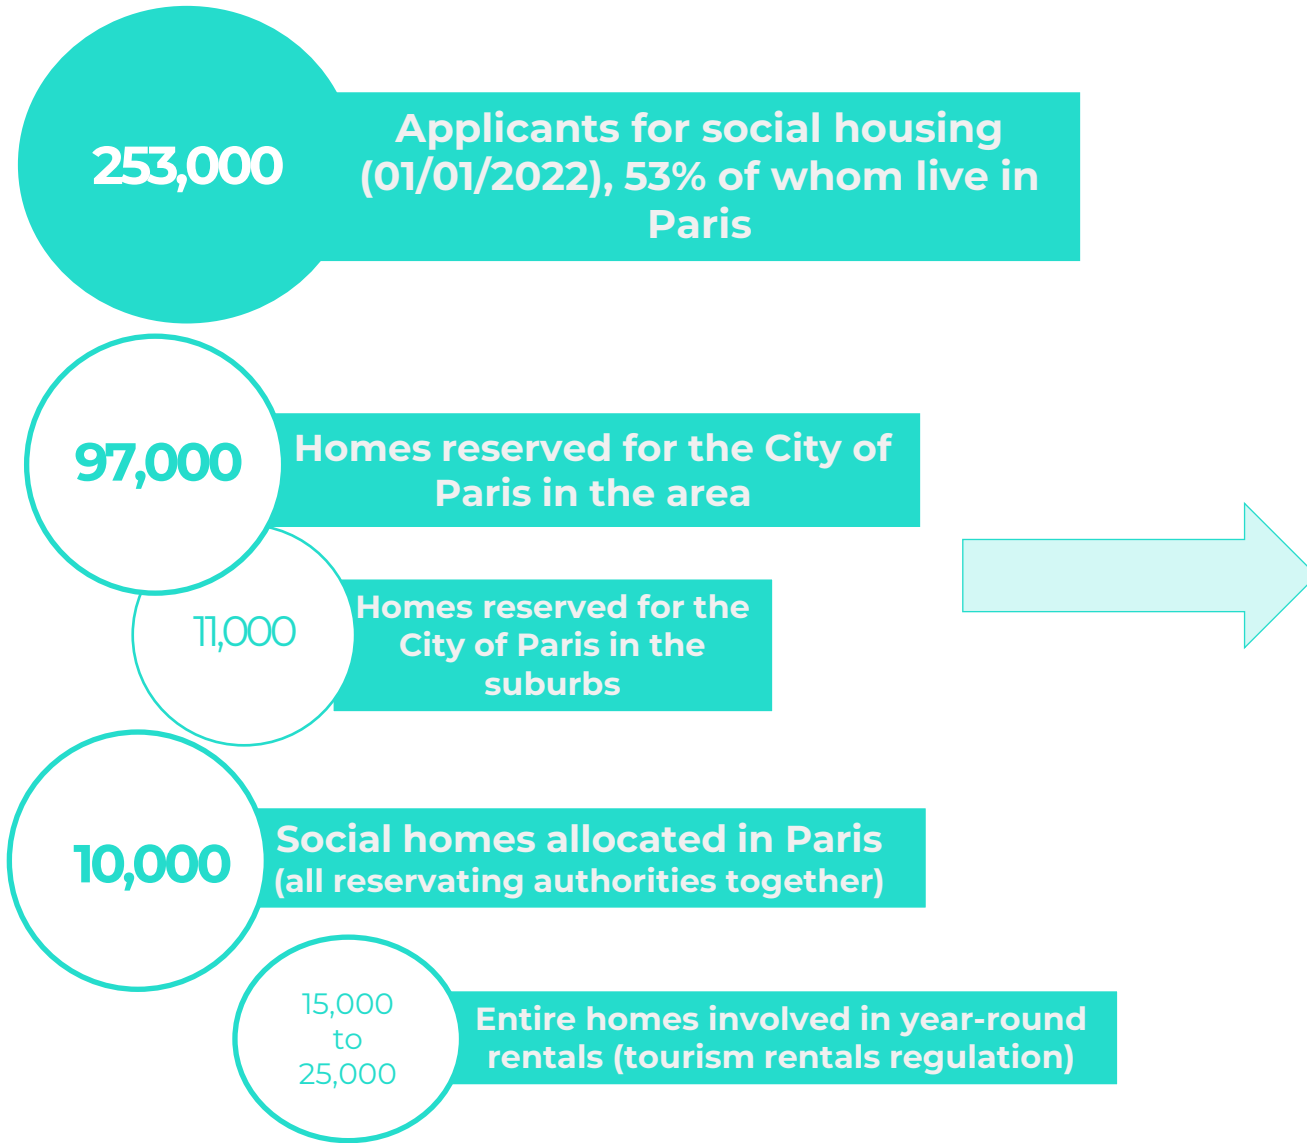 253,000
Applicants for social housing
(01/01/2022), 53% of whom live in
Paris
97,000
Homes reserved for the City of
Paris in the area
11,000
Homes reserved for the
City of Paris in the
suburbs
10,000
Social homes allocated in Paris
(all reservating authorities together)
15,000
to
25,000
Entire homes involved in year-round
rentals (tourism rentals regulation)